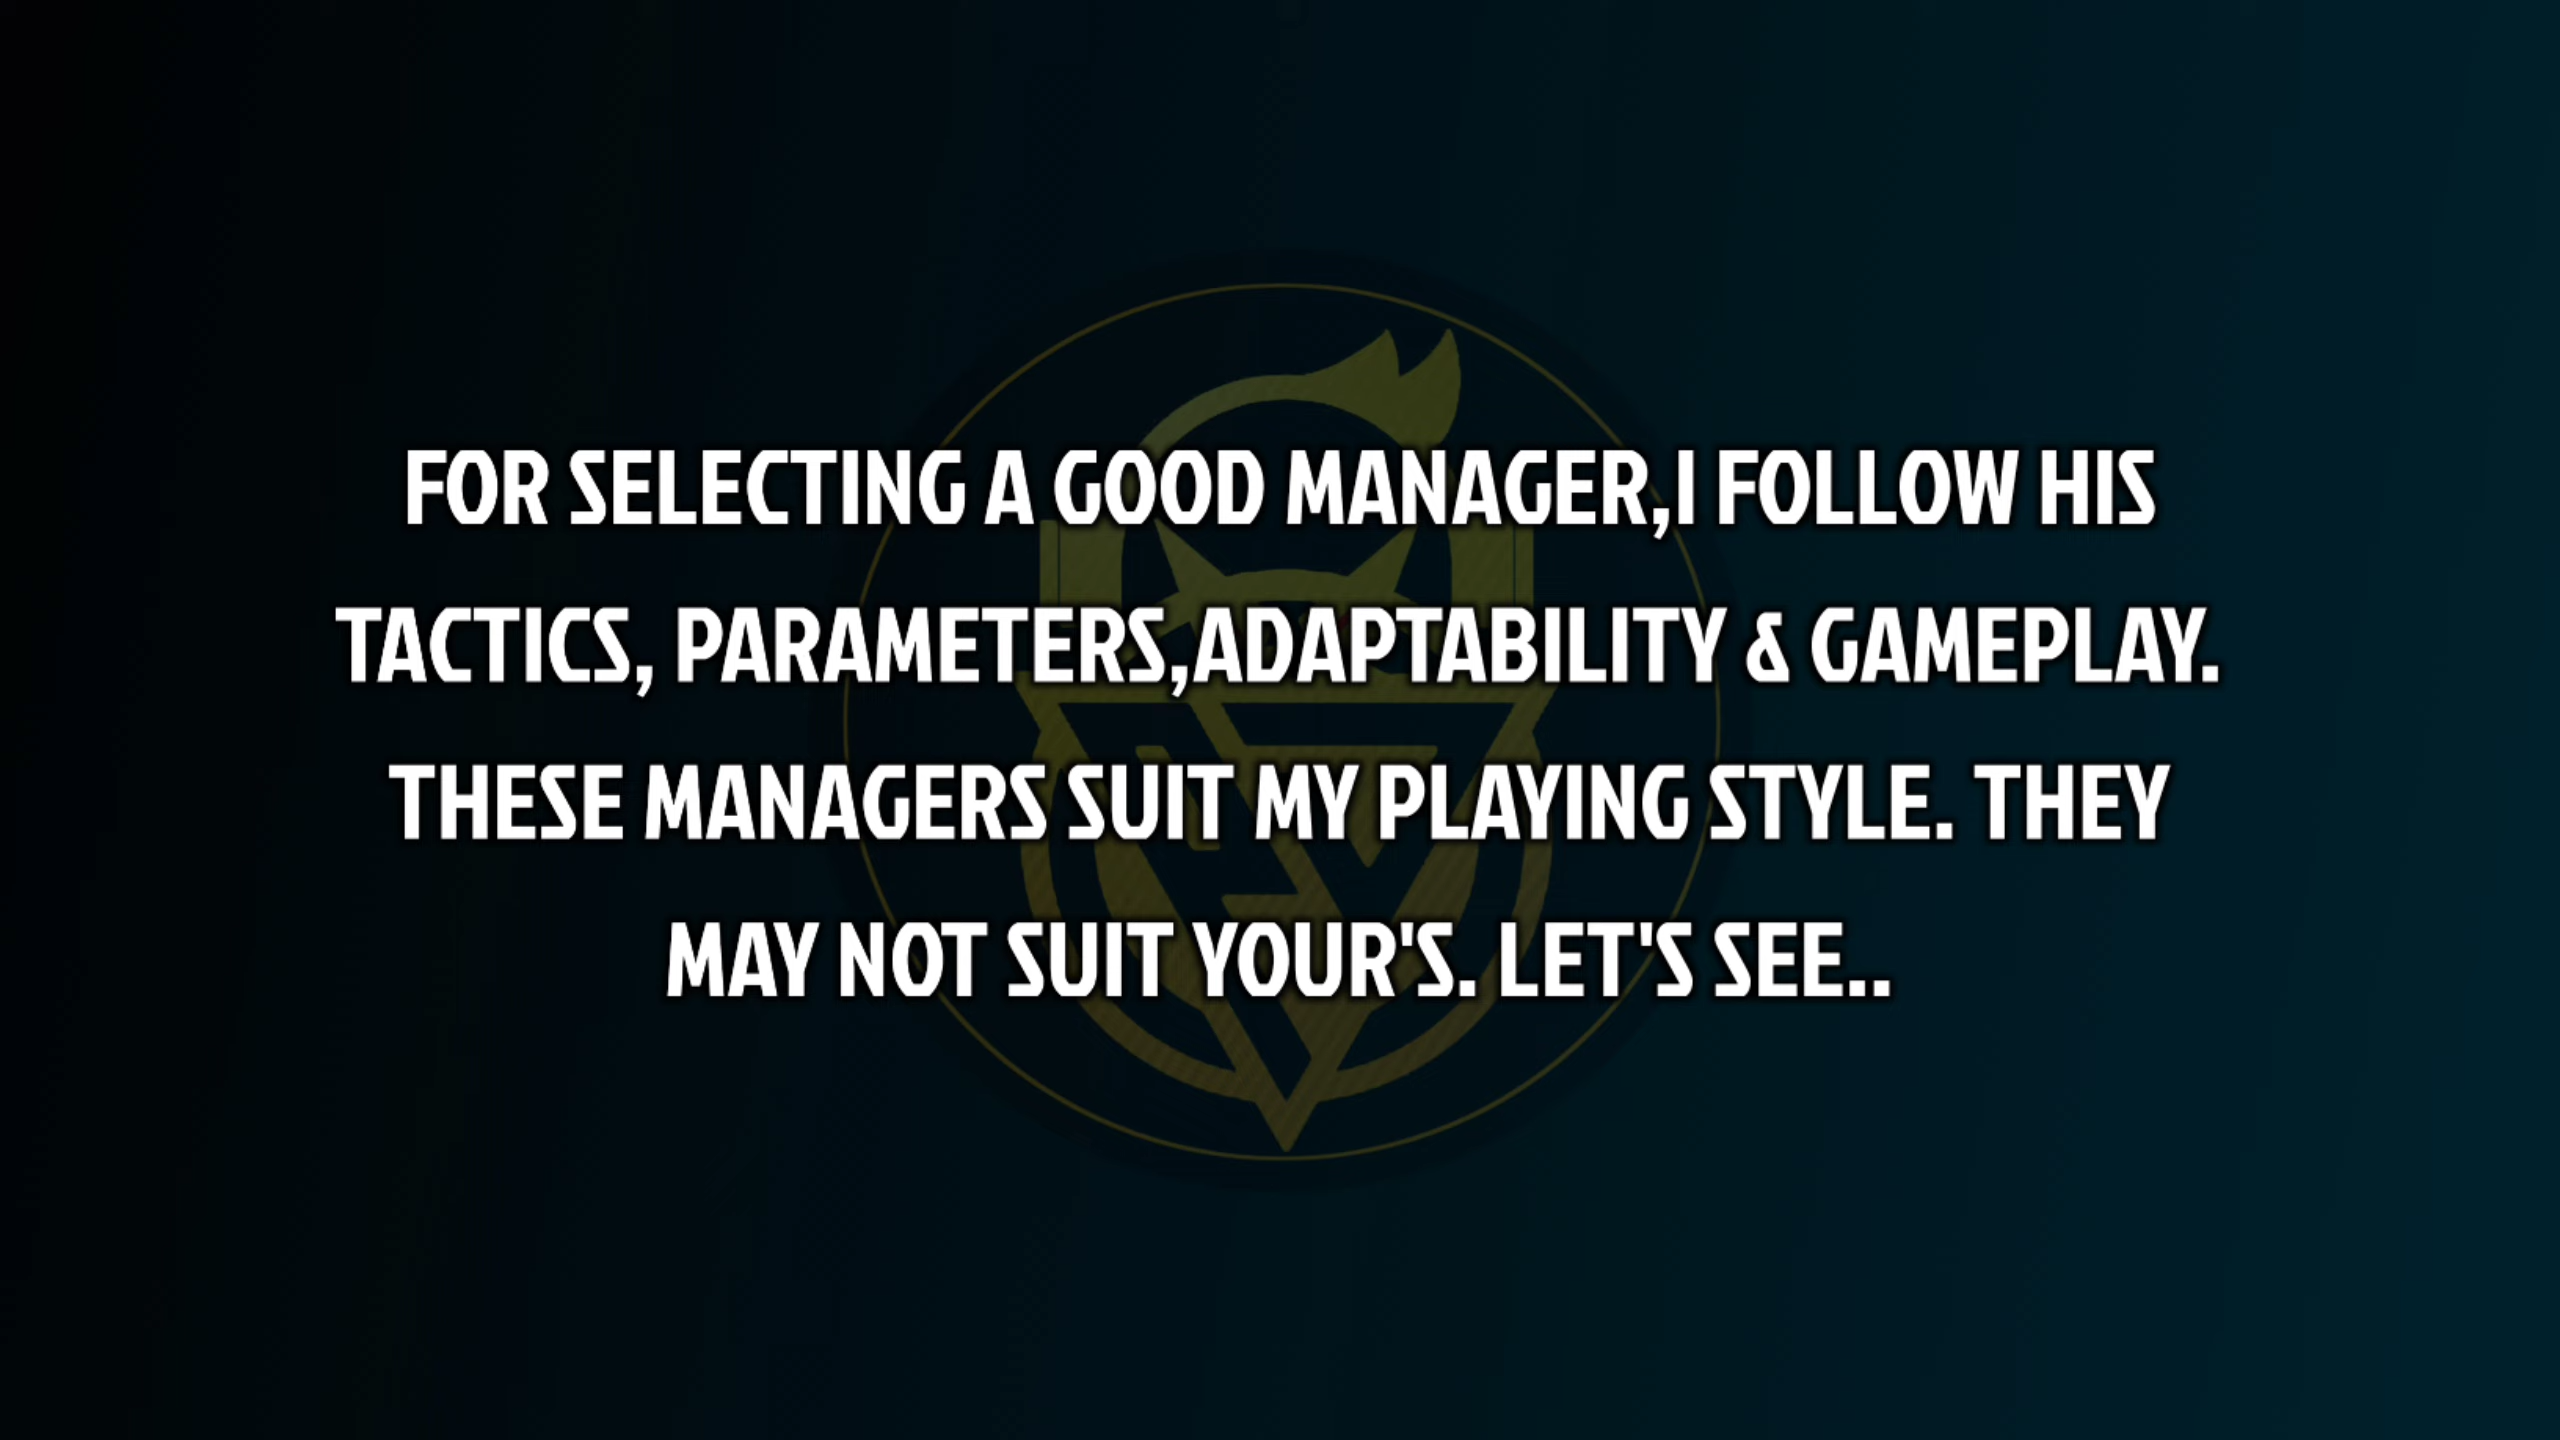 FOR SELECTING A GOOD MANAGER,I FOLLOW HIS
TACTICS, PARAMETERS,ADAPTABILITY & GAMEPLAY.
THESE MANAGERS SUIT MY PLAYING STYLE. THEY
MAY NOT SUIT YOUR'S. LET'S SEE..